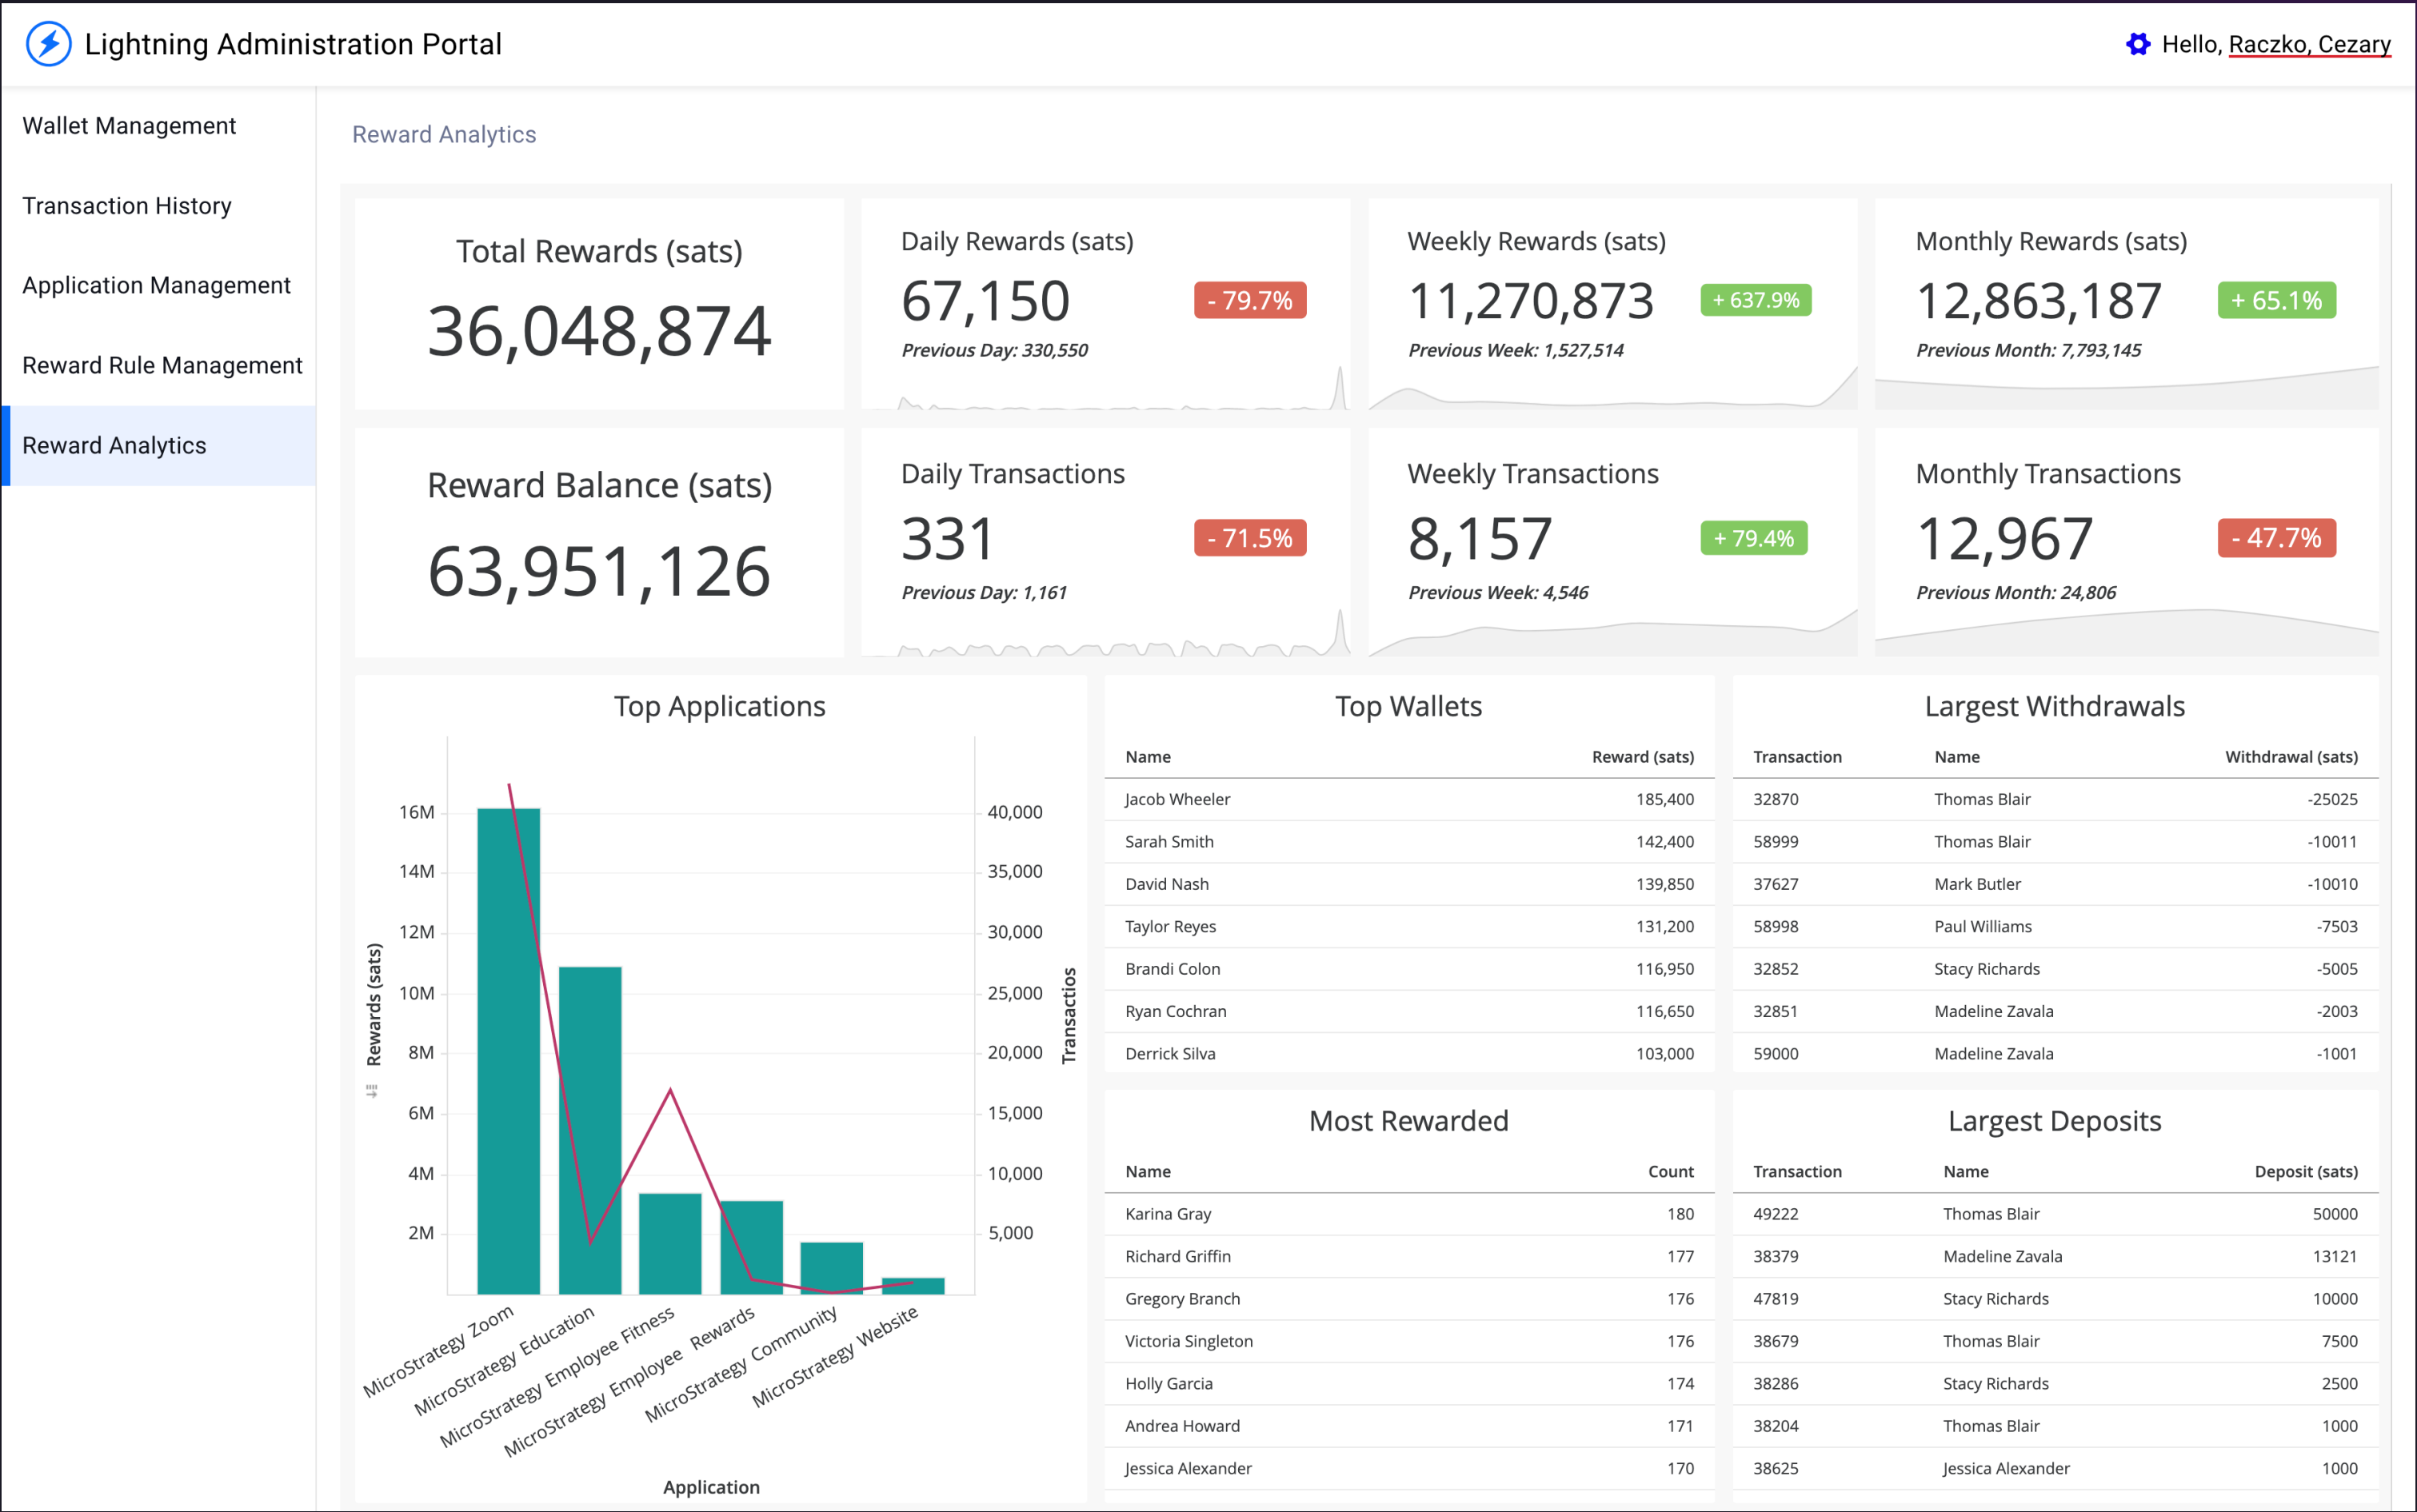 Lightning Administration Portal
Hello, Raczko, Cezary
Wallet Management
Transaction History
Application Management
Reward Rule Management
Reward Analytics
Reward Analytics
Total Rewards (sats)
36,048,874
Daily Rewards (sats)
67,150
- 79.7%
Previous Day: 330,550
Weekly Rewards (sats)
11,270,873
+ 637.9%
Previous Week: 1,527,514
Monthly Rewards (sats)
12,863,187
+ 65.1%
Previous Month: 7,793,145
Reward Balance (sats)
63,951,126
Daily Transactions
331
- 71.5%
Previous Day: 1,161
Weekly Transactions
8,157
+ 79.4%
Previous Week: 4,546
Monthly Transactions
12,967
- 47.7%
Previous Month: 24,806
Top Applications
Rewards (sats)
16M
14M
12M
10M
8M
6M
4M
2M
40,000
35,000
30,000
25,000
20,000
15,000
10,000
5,000
Transactios
MicroStrategy Zoom
MicroStrategy Education
MicroStrategy Employee Fitness
MicroStrategy Employee Rewards
MicroStrategy Community
MicroStrategy Website
Application
Top Wallets
Name Reward (sats)
Jacob Wheeler 185,400
Sarah Smith 142,400
David Nash 139,850
Taylor Reyes 131,200
Brandi Colon 116,950
Ryan Cochran 116,650
Derrick Silva 103,000
Largest Withdrawals
Transaction Name Withdrawal (sats)
32870 Thomas Blair -25025
58999 Thomas Blair -10011
37627 Mark Butler -10010
58998 Paul Williams -7503
32852 Stacy Richards -5005
32851 Madeline Zavala -2003
59000 Madeline Zavala -1001
Most Rewarded
Name Count
Karina Gray 180
Richard Griffin 177
Gregory Branch 176
Victoria Singleton 176
Holly Garcia 174
Andrea Howard 171
Jessica Alexander 170
Largest Deposits
Transaction Name Deposit (sats)
49222 Thomas Blair 50000
38379 Madeline Zavala 13121
47819 Stacy Richards 10000
38679 Thomas Blair 7500
38286 Stacy Richards 2500
38204 Thomas Blair 1000
38625 Jessica Alexander 1000